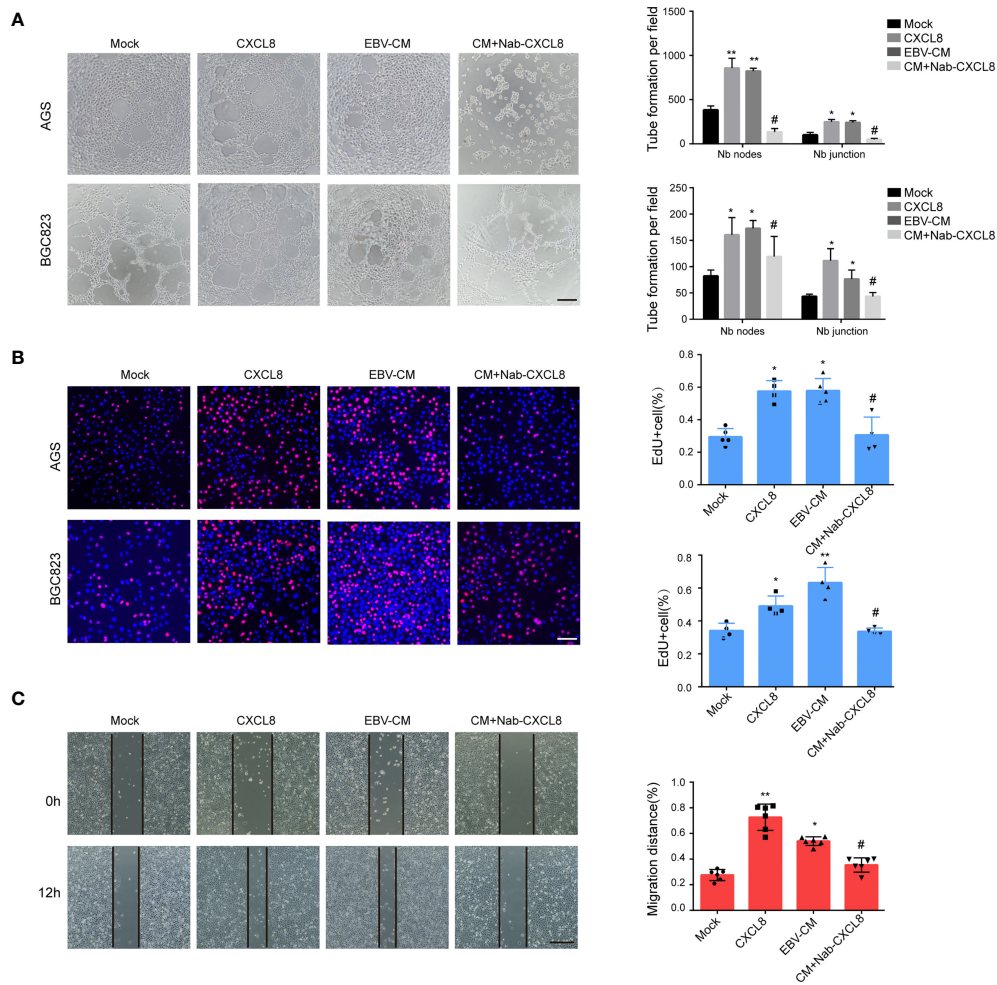 A
Mock CXCL8 EBV-CM CM+Nab-CXCL8
AGS
BGC823
Tube formation per field
1000
500
0
** ** #
* * #
Nb nodes Nb junction
Mock
CXCL8
EBV-CM
CM+Nab-CXCL8
Tube formation per field
250
200
150
100
50
0
* * #
* * #
Nb nodes Nb junction
Mock
CXCL8
EBV-CM
CM+Nab-CXCL8
B
Mock CXCL8 EBV-CM CM+Nab-CXCL8
AGS
BGC823
EdU+cell(%)
0.8
0.6
0.4
0.2
0.0
* * #
Mock CXCL8 EBV-CM CM+Nab-CXCL8
EdU+cell(%)
0.8
0.6
0.4
0.2
0.0
* ** #
Mock CXCL8 EBV-CM CM+Nab-CXCL8
C
Mock CXCL8 EBV-CM CM+Nab-CXCL8
0h
12h
Migration distance(%)
1.0
0.8
0.6
0.4
0.2
0.0
** * #
Mock CXCL8 EBV-CM CM+Nab-CXCL8